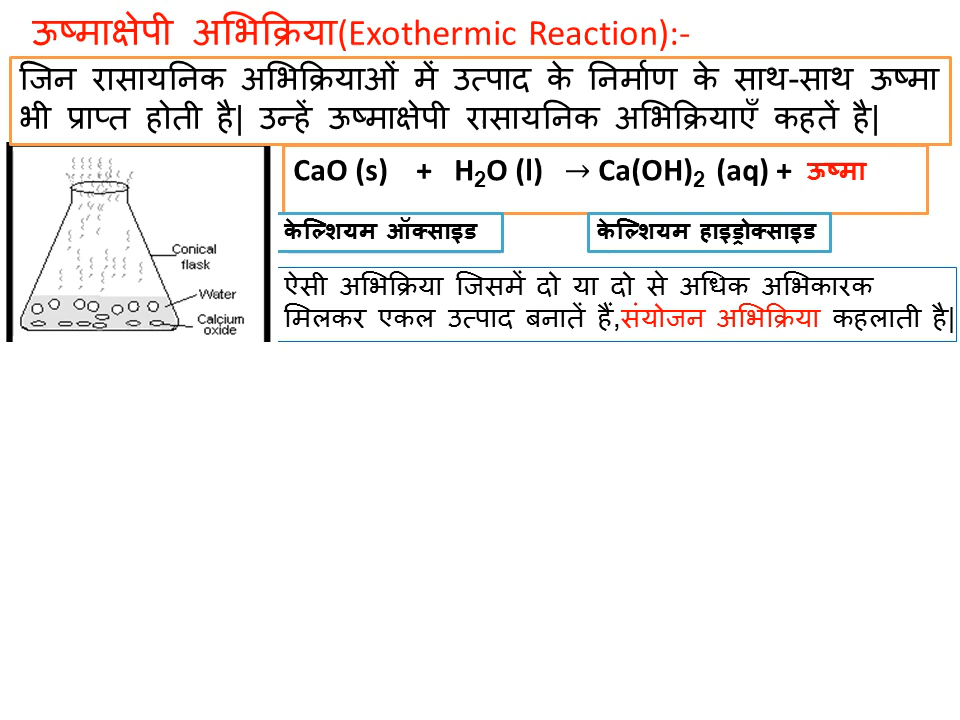 ऊष्माक्षेपी अभिक्रिया(Exothermic Reaction):-
जिन रासायनिक अभिक्रियाओं में उत्पाद के निर्माण के साथ-साथ ऊष्मा
भी प्राप्त होती है| उन्हें ऊष्माक्षेपी रासायनिक अभिक्रियाएँ कहतें है|
CaO (s) + H₂O (l) → Ca(OH)₂ (aq) + ऊष्मा
केल्शियम ऑक्साइड
केल्शियम हाइड्रोक्साइड
Conical
flask
Water
Calcium
oxide
ऐसी अभिक्रिया जिसमें दो या दो से अधिक अभिकारक
मिलकर एकल उत्पाद बनातें हैं,संयोजन अभिक्रिया कहलाती है|